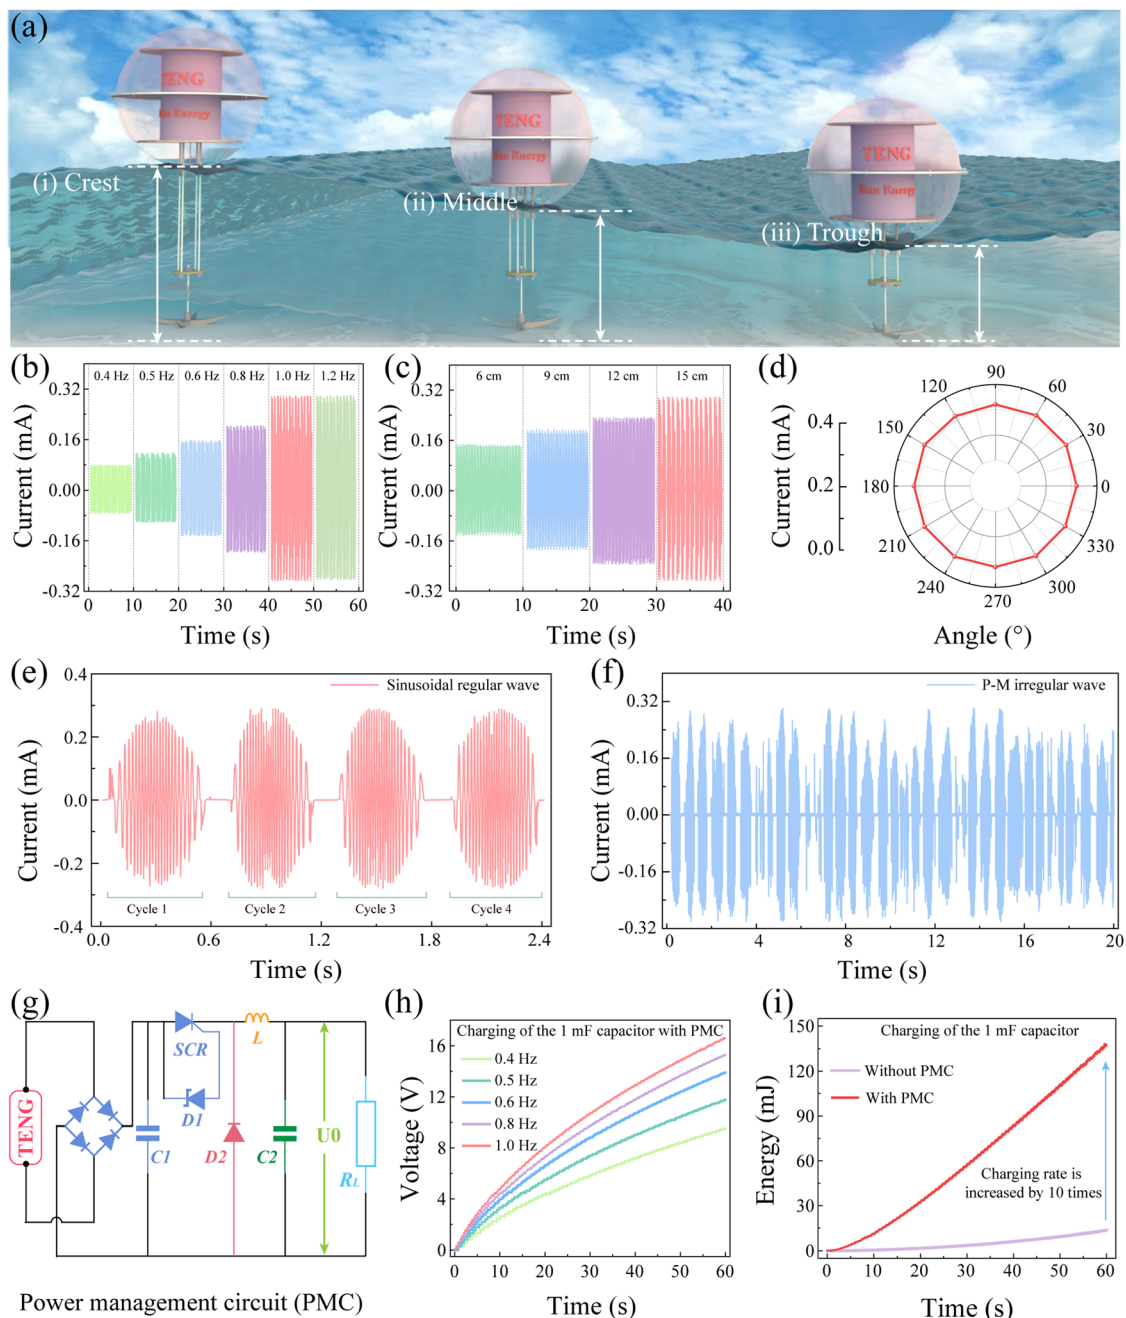 (a)
TENG
Blue Energy
TENG
Blue Energy
TENG
Blue Energy
(i) Crest
(ii) Middle
(iii) Trough
(b)
0.4 Hz 0.5 Hz 0.6 Hz 0.8 Hz 1.0 Hz 1.2 Hz
0.32
0.16
0.00
-0.16
-0.32
Current (mA)
0 10 20 30 40 50 60
Time (s)
(c)
6 cm 9 cm 12 cm 15 cm
0.32
0.16
0.00
-0.16
-0.32
Current (mA)
0 10 20 30 40
Time (s)
(d)
0.4
0.2
0.0
Current (mA)
90
120 60
150 30
180 0
210 330
240 300
270
Angle (°)
(e)
Sinusoidal regular wave
0.4
0.2
0.0
-0.2
-0.4
Current (mA)
Cycle 1 Cycle 2 Cycle 3 Cycle 4
0.0 0.6 1.2 1.8 2.4
Time (s)
(f)
P-M irregular wave
0.32
0.16
0.00
-0.16
-0.32
Current (mA)
0 4 8 12 16 20
Time (s)
(g)
TENG
SCR
L
D1
C1
D2
C2
U0
RL
Power management circuit (PMC)
(h)
Charging of the 1 mF capacitor with PMC
0.4 Hz
0.5 Hz
0.6 Hz
0.8 Hz
1.0 Hz
16
12
8
4
0
Voltage (V)
0 10 20 30 40 50 60
Time (s)
(i)
Charging of the 1 mF capacitor
Without PMC
With PMC
Charging rate is
increased by 10 times
150
120
90
60
30
0
Energy (mJ)
0 10 20 30 40 50 60
Time (s)